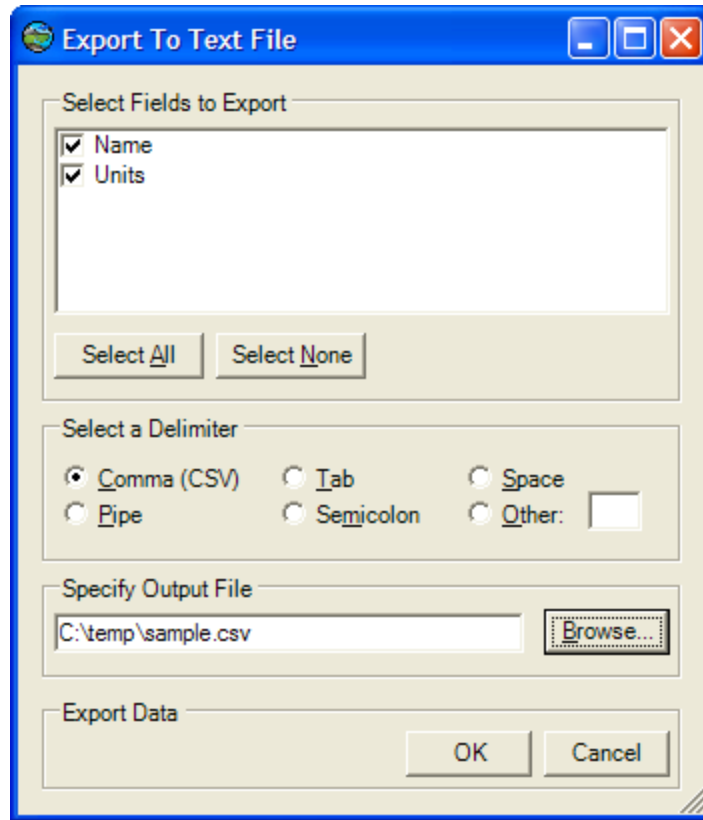 Export To Text File
Select Fields to Export
Name
Units
Select All Select None
Select a Delimiter
Comma (CSV) Tab Space
Pipe Semicolon Other:
Specify Output File
C:\temp\sample.csv Browse...
Export Data
OK Cancel